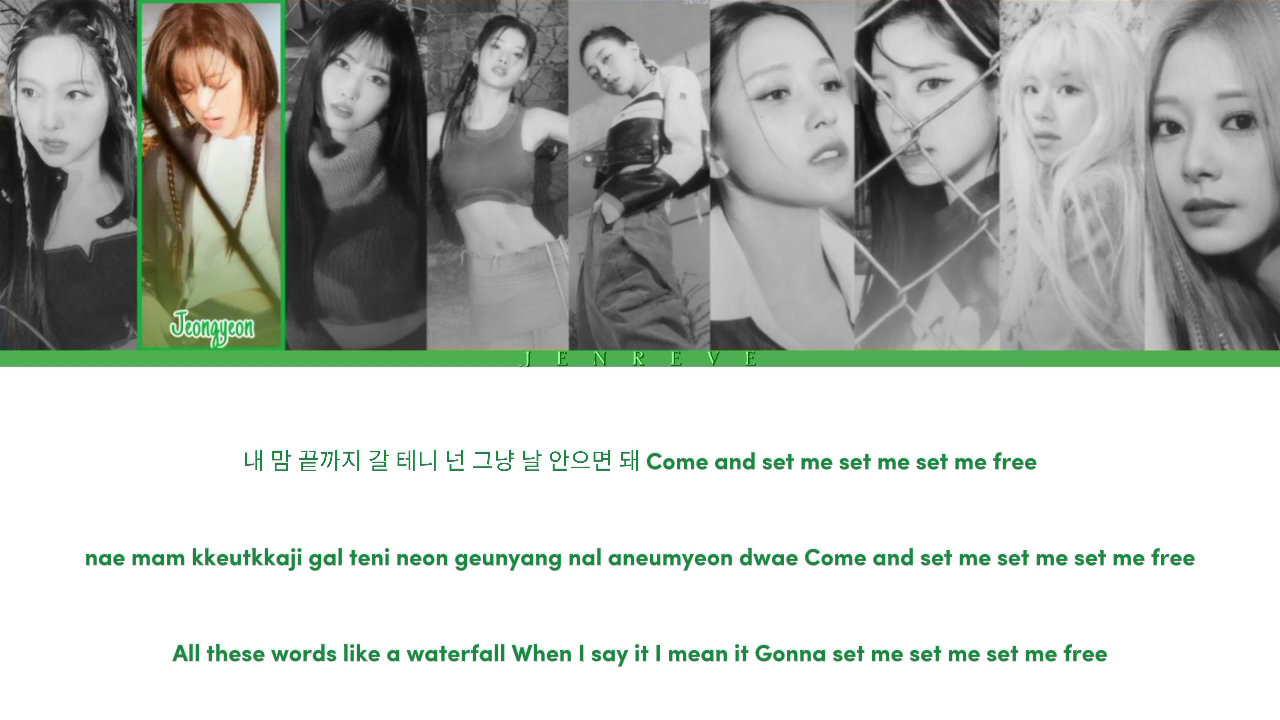 Jeongyeon
JENREVE
내 맘 끝까지 갈 테니 넌 그냥 날 안으면 돼 Come and set me set me set me free
nae mam kkeutkkaji gal teni neon geunyang nal aneumyeon dwae Come and set me set me set me free
All these words like a waterfall When I say it I mean it Gonna set me set me set me free